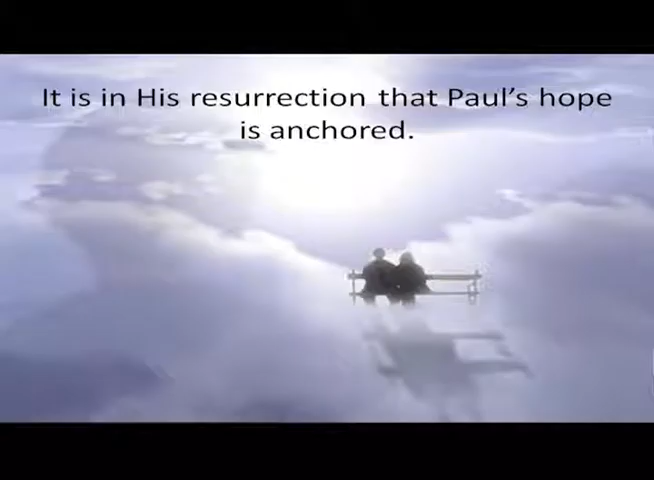 It is in His resurrection that Paul’s hope
is anchored.